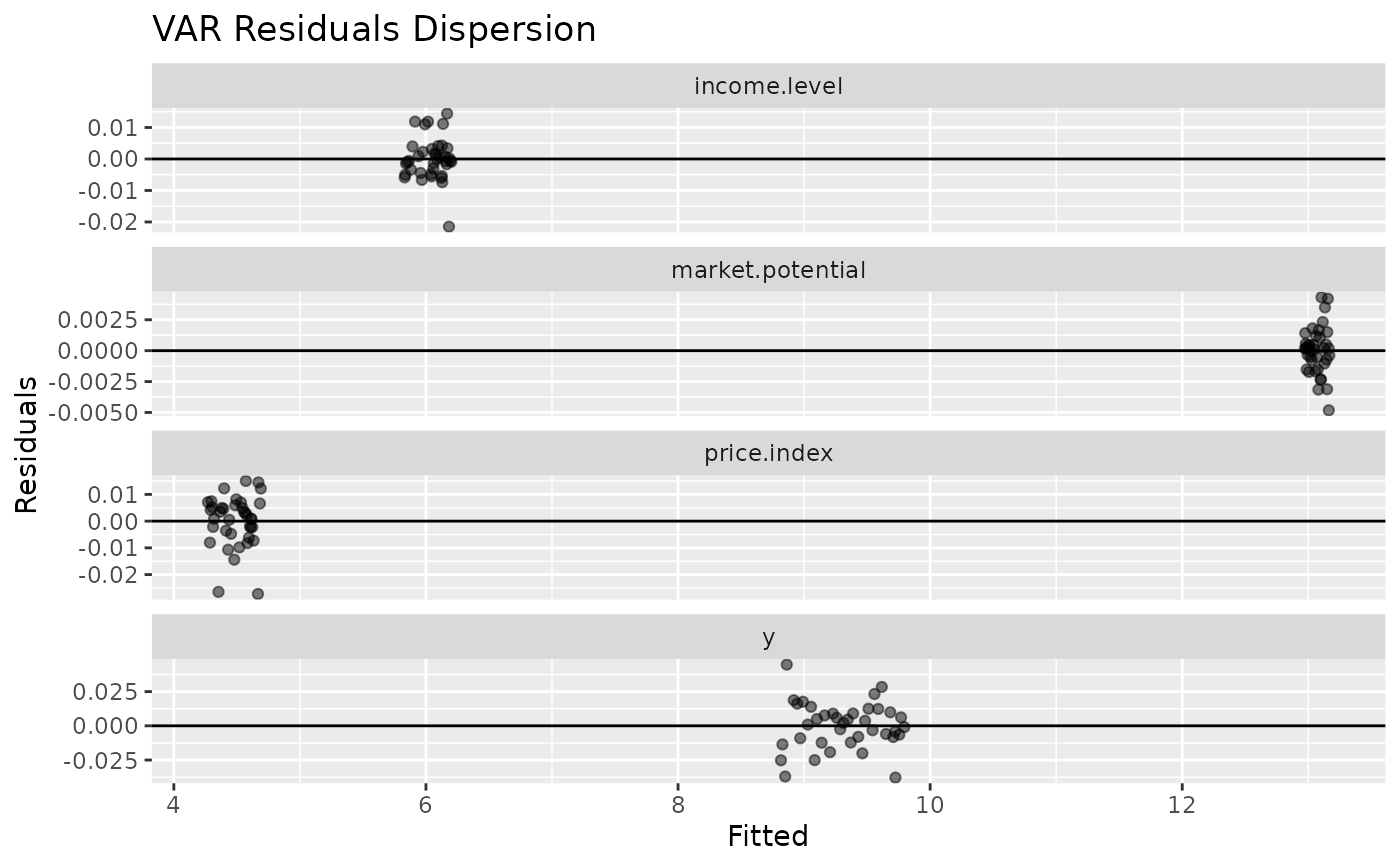 VAR Residuals Dispersion
income.level
0.01
0.00
-0.01
-0.02
market.potential
0.0025
0.0000
-0.0025
-0.0050
price.index
0.01
0.00
-0.01
-0.02
y
0.025
0.000
-0.025
4 6 8 10 12
Fitted
Residuals